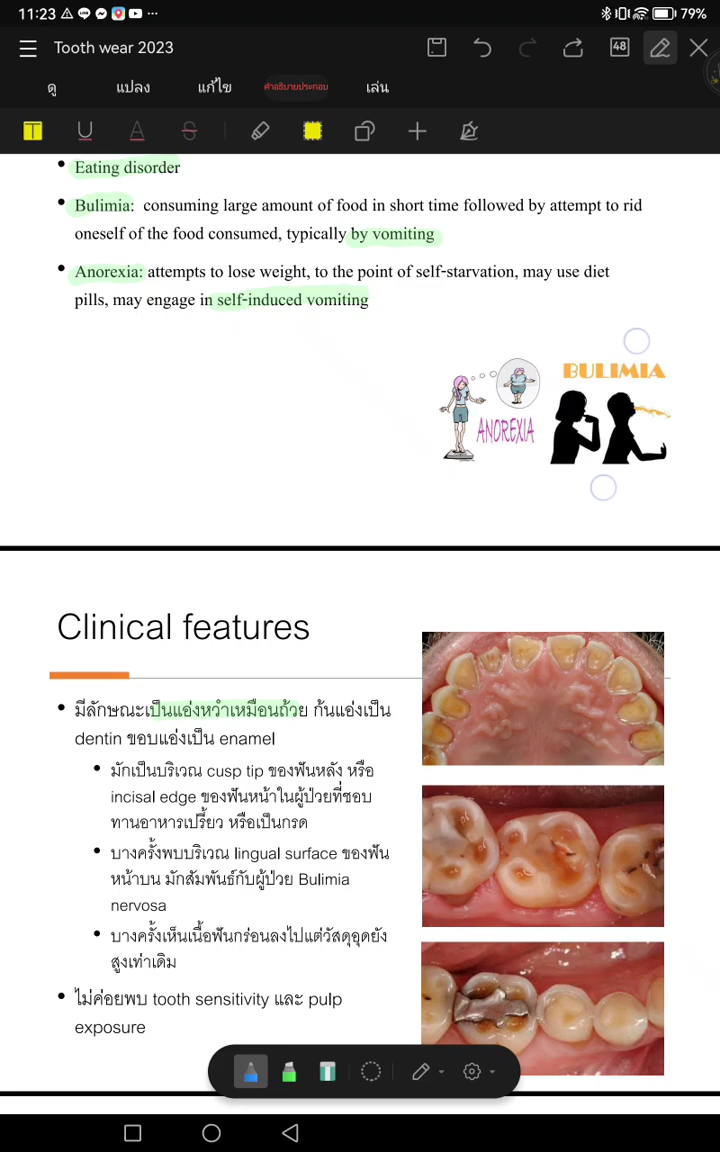 11:23
79%
Tooth wear 2023
48
ดู แปลง แก้ไข คำอธิบายประกอบ เล่น
T U A S
• Eating disorder
• Bulimia: consuming large amount of food in short time followed by attempt to rid
oneself of the food consumed, typically by vomiting
• Anorexia: attempts to lose weight, to the point of self-starvation, may use diet
pills, may engage in self-induced vomiting
BULIMIA
ANOREXIA
Clinical features
• มีลักษณะเป็นแอ่งหวำเหมือนถ้วย ก้นแอ่งเป็น
dentin ขอบแอ่งเป็น enamel
• มักเป็นบริเวณ cusp tip ของฟันหลัง หรือ
incisal edge ของฟันหน้าในผู้ป่วยที่ชอบ
ทานอาหารเปรี้ยว หรือเป็นกรด
• บางครั้งพบบริเวณ lingual surface ของฟัน
หน้าบน มักสัมพันธ์กับผู้ป่วย Bulimia
nervosa
• บางครั้งเห็นเนื้อฟันกร่อนลงไปแต่วัสดุอุดยัง
สูงเท่าเดิม
• ไม่ค่อยพบ tooth sensitivity และ pulp
exposure